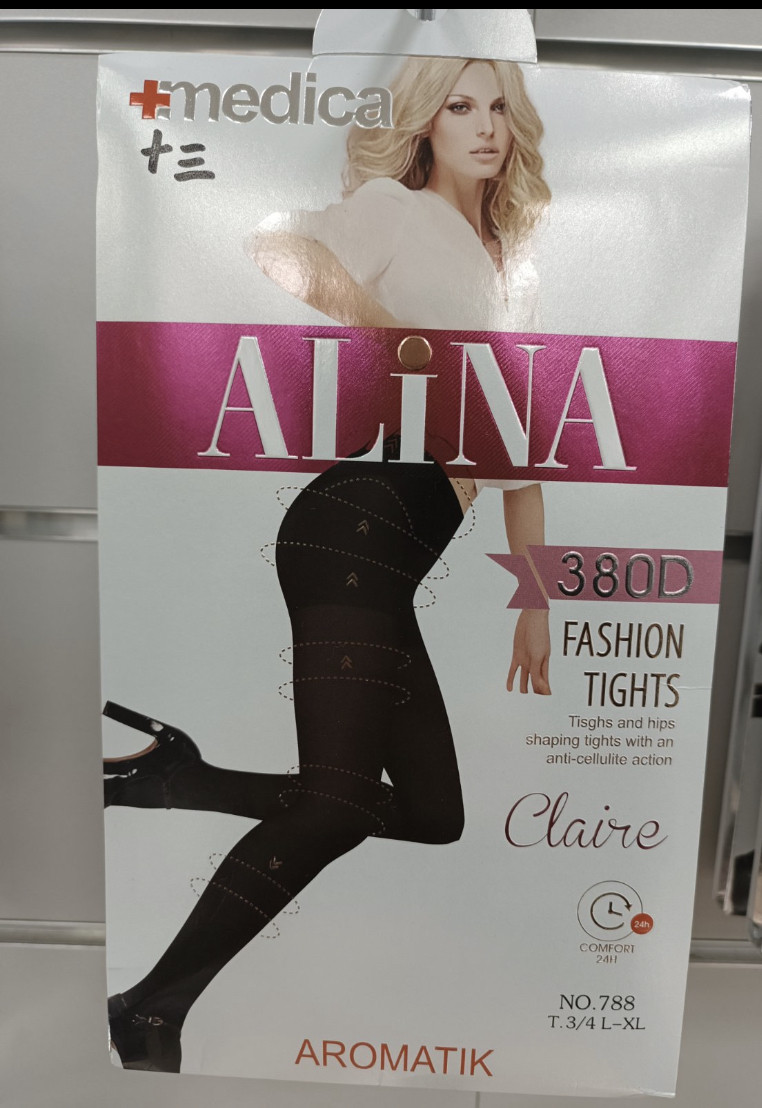 medica
十三
ALiNA
380D
FASHION
TIGHTS
Tisghs and hips
shaping tights with an
anti-cellulite action
Claire
24h
COMFORT
24H
NO.788
T.3/4 L-XL
AROMATIK